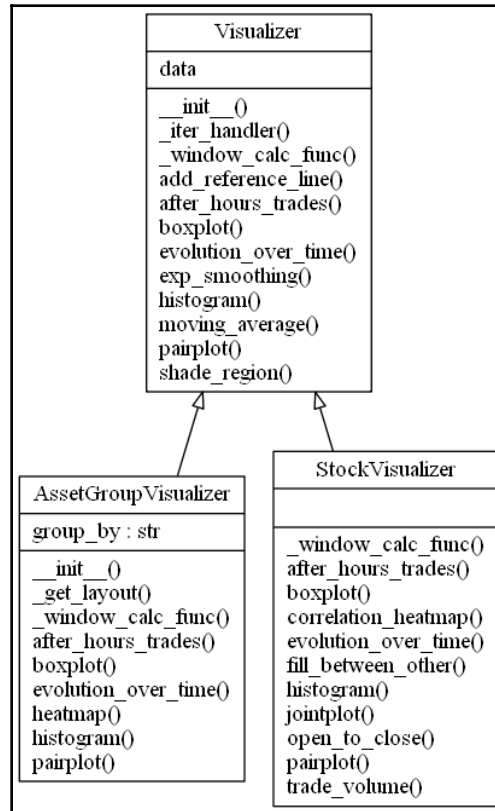 Visualizer
data
__init__()
_iter_handler()
_window_calc_func()
add_reference_line()
after_hours_trades()
boxplot()
evolution_over_time()
exp_smoothing()
histogram()
moving_average()
pairplot()
shade_region()
AssetGroupVisualizer
group_by : str
__init__()
_get_layout()
_window_calc_func()
after_hours_trades()
boxplot()
evolution_over_time()
heatmap()
histogram()
pairplot()
StockVisualizer
_window_calc_func()
after_hours_trades()
boxplot()
correlation_heatmap()
evolution_over_time()
fill_between_other()
histogram()
jointplot()
open_to_close()
pairplot()
trade_volume()